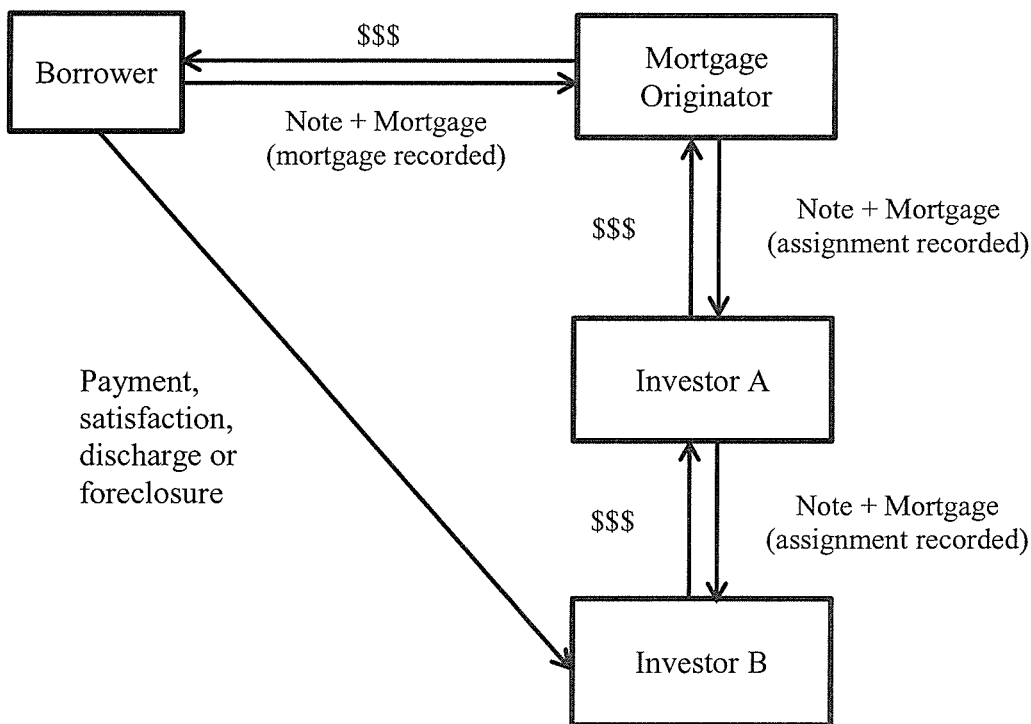 $$$
Borrower
Mortgage
Originator
Note + Mortgage
(mortgage recorded)
$$$
Note + Mortgage
(assignment recorded)
Investor A
Payment,
satisfaction,
discharge or
foreclosure
$$$
Note + Mortgage
(assignment recorded)
Investor B